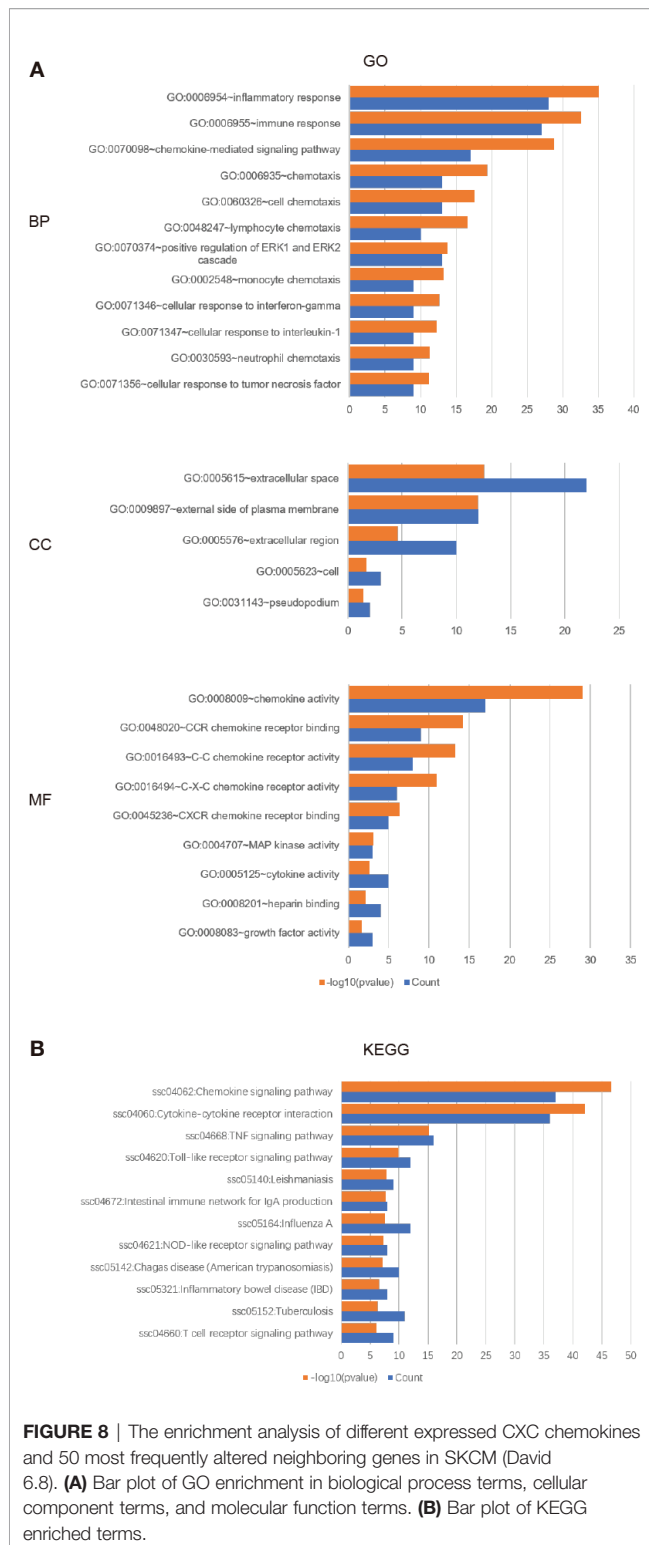 A
GO
BP
GO:0006954~inflammatory response
GO:0006955~immune response
GO:0070098~chemokine-mediated signaling pathway
GO:0006935~chemotaxis
GO:0060326~cell chemotaxis
GO:0048247~lymphocyte chemotaxis
GO:0070374~positive regulation of ERK1 and ERK2
cascade
GO:0002548~monocyte chemotaxis
GO:0071346~cellular response to interferon-gamma
GO:0071347~cellular response to interleukin-1
GO:0030593~neutrophil chemotaxis
GO:0071356~cellular response to tumor necrosis factor
0 5 10 15 20 25 30 35 40
CC
GO:0005615~extracellular space
GO:0009897~external side of plasma membrane
GO:0005576~extracellular region
GO:0005623~cell
GO:0031143~pseudopodium
0 5 10 15 20 25
MF
GO:0008009~chemokine activity
GO:0048020~CCR chemokine receptor binding
GO:0016493~C-C chemokine receptor activity
GO:0016494~C-X-C chemokine receptor activity
GO:0045236~CXCR chemokine receptor binding
GO:0004707~MAP kinase activity
GO:0005125~cytokine activity
GO:0008201~heparin binding
GO:0008083~growth factor activity
0 5 10 15 20 25 30 35
-log10(pvalue) Count
B
KEGG
ssc04062:Chemokine signaling pathway
ssc04060:Cytokine-cytokine receptor interaction
ssc04668:TNF signaling pathway
ssc04620:Toll-like receptor signaling pathway
ssc05140:Leishmaniasis
ssc04672:Intestinal immune network for IgA production
ssc05164:Influenza A
ssc04621:NOD-like receptor signaling pathway
ssc05142:Chagas disease (American trypanosomiasis)
ssc05321:Inflammatory bowel disease (IBD)
ssc05152:Tuberculosis
ssc04660:T cell receptor signaling pathway
0 5 10 15 20 25 30 35 40 45 50
-log10(pvalue) Count
FIGURE 8 | The enrichment analysis of different expressed CXC chemokines
and 50 most frequently altered neighboring genes in SKCM (David
6.8). (A) Bar plot of GO enrichment in biological process terms, cellular
component terms, and molecular function terms. (B) Bar plot of KEGG
enriched terms.